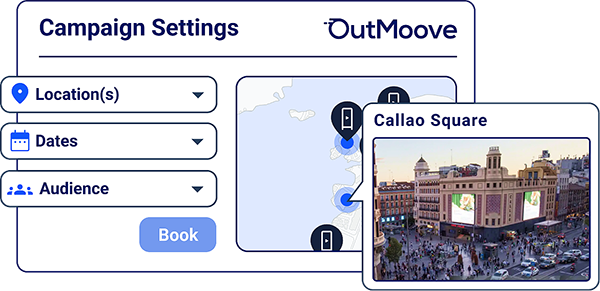 Campaign Settings
OutMoove
Location(s)
Dates
Audience
Book
Callao Square